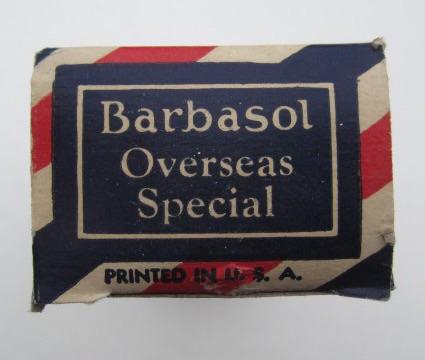 Barbasol
Overseas
Special
PRINTED IN U. S. A.